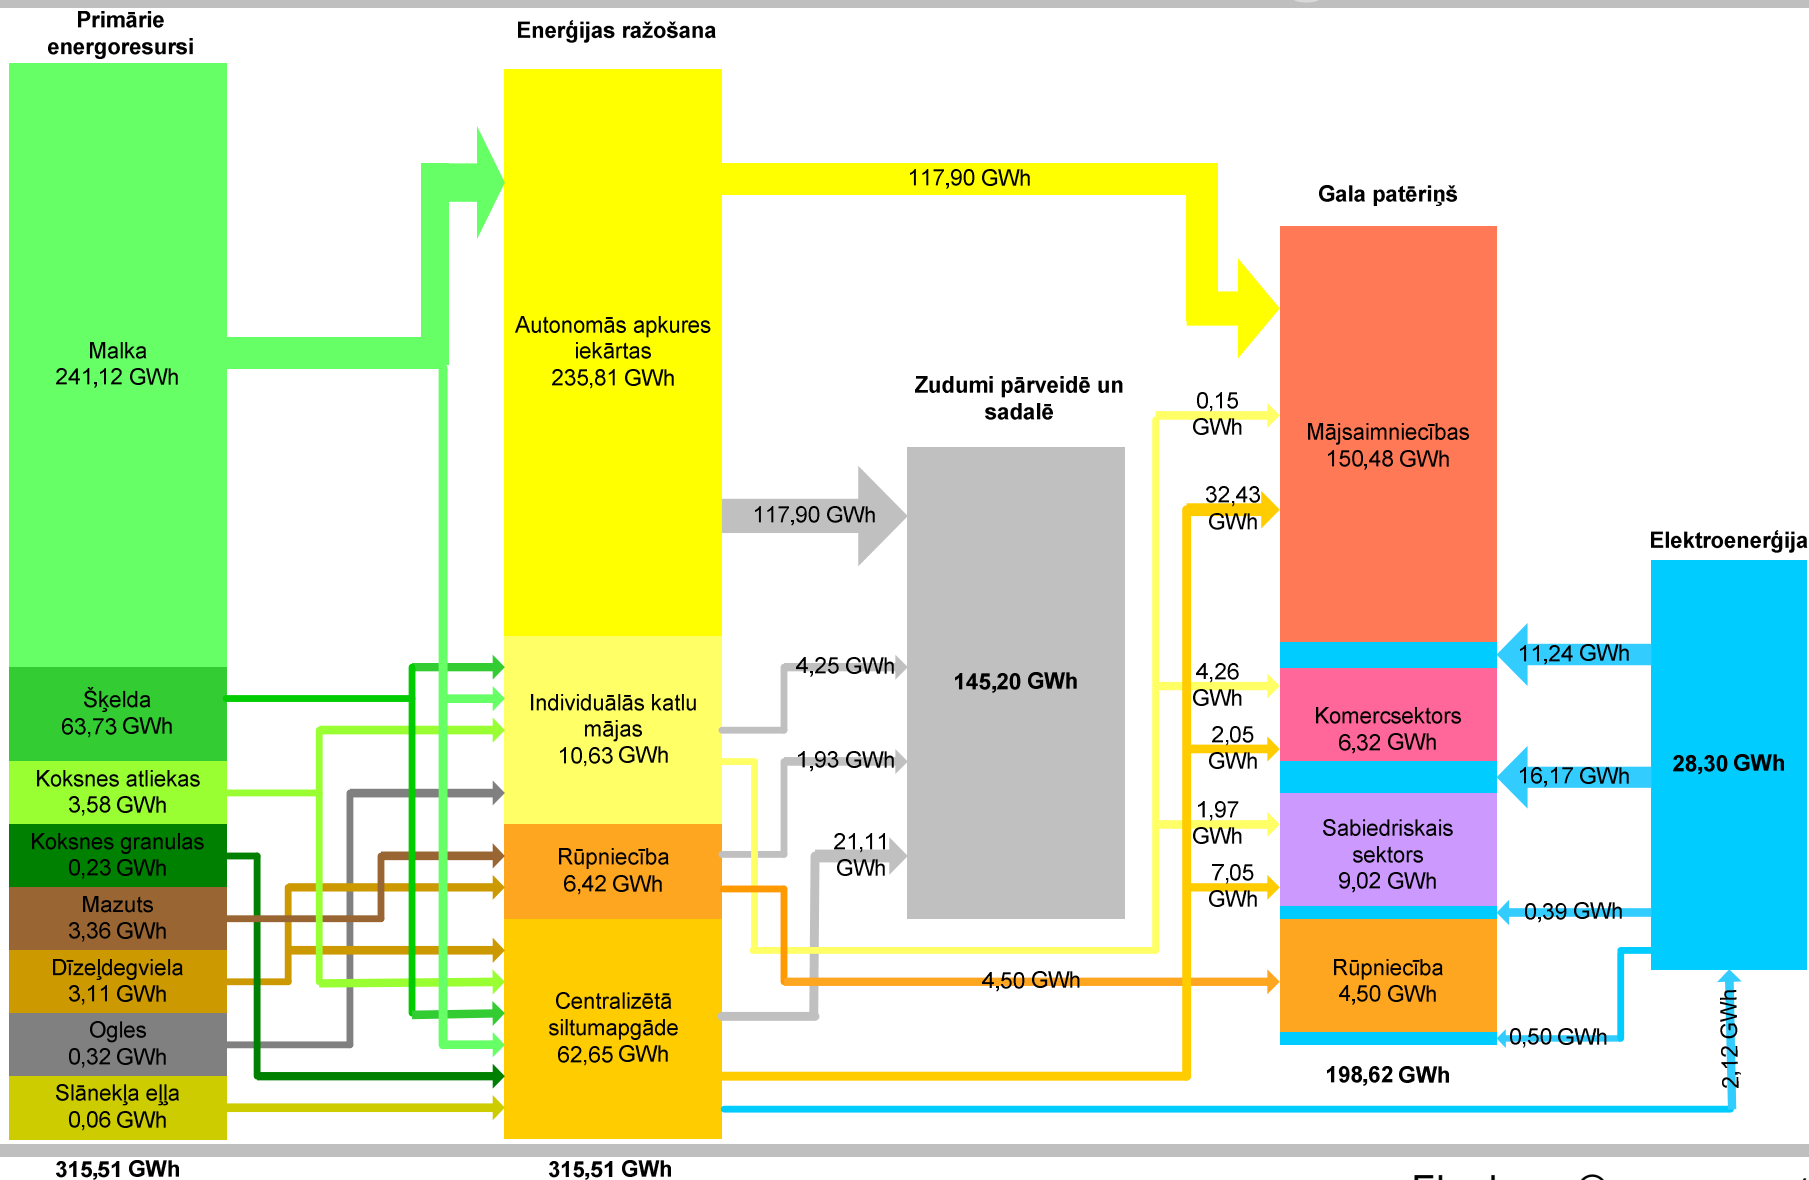 Primārie
energoresursi
Malka
241,12 GWh
Šķelda
63,73 GWh
Koksnes atliekas
3,58 GWh
Koksnes granulas
0,23 GWh
Mazuts
3,36 GWh
Dīzeļdegviela
3,11 GWh
Ogles
0,32 GWh
Slānekļa eļļa
0,06 GWh
315,51 GWh
Enerģijas ražošana
Autonomās apkures
iekārtas
235,81 GWh
Individuālās katlu
mājas
10,63 GWh
Rūpniecība
6,42 GWh
Centralizētā
siltumapgāde
62,65 GWh
315,51 GWh
117,90 GWh
117,90 GWh
4,25 GWh
1,93 GWh
21,11
GWh
4,50 GWh
Zudumi pārveidē un
sadalē
145,20 GWh
0,15
GWh
32,43
GWh
4,26
GWh
2,05
GWh
1,97
GWh
7,05
GWh
Gala patēriņš
Mājsaimniecības
150,48 GWh
Komercsektors
6,32 GWh
Sabiedriskais
sektors
9,02 GWh
Rūpniecība
4,50 GWh
198,62 GWh
11,24 GWh
16,17 GWh
0,39 GWh
0,50 GWh
Elektroenerģija
28,30 GWh
2,12 GWh